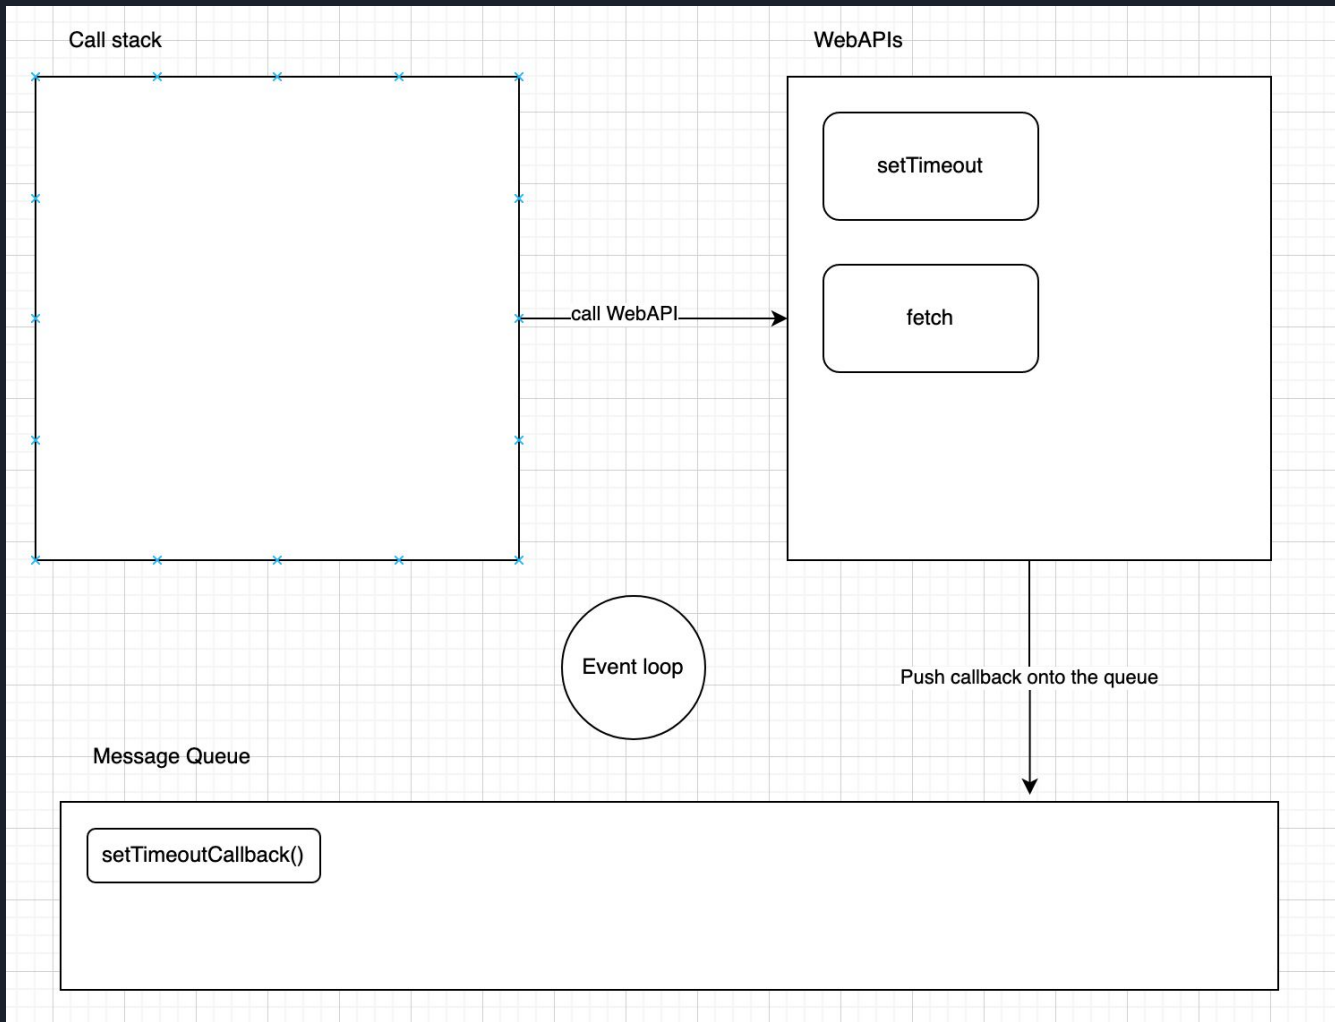 Call stack
WebAPIs
setTimeout
call WebAPI
fetch
Event loop
Push callback onto the queue
Message Queue
setTimeoutCallback()